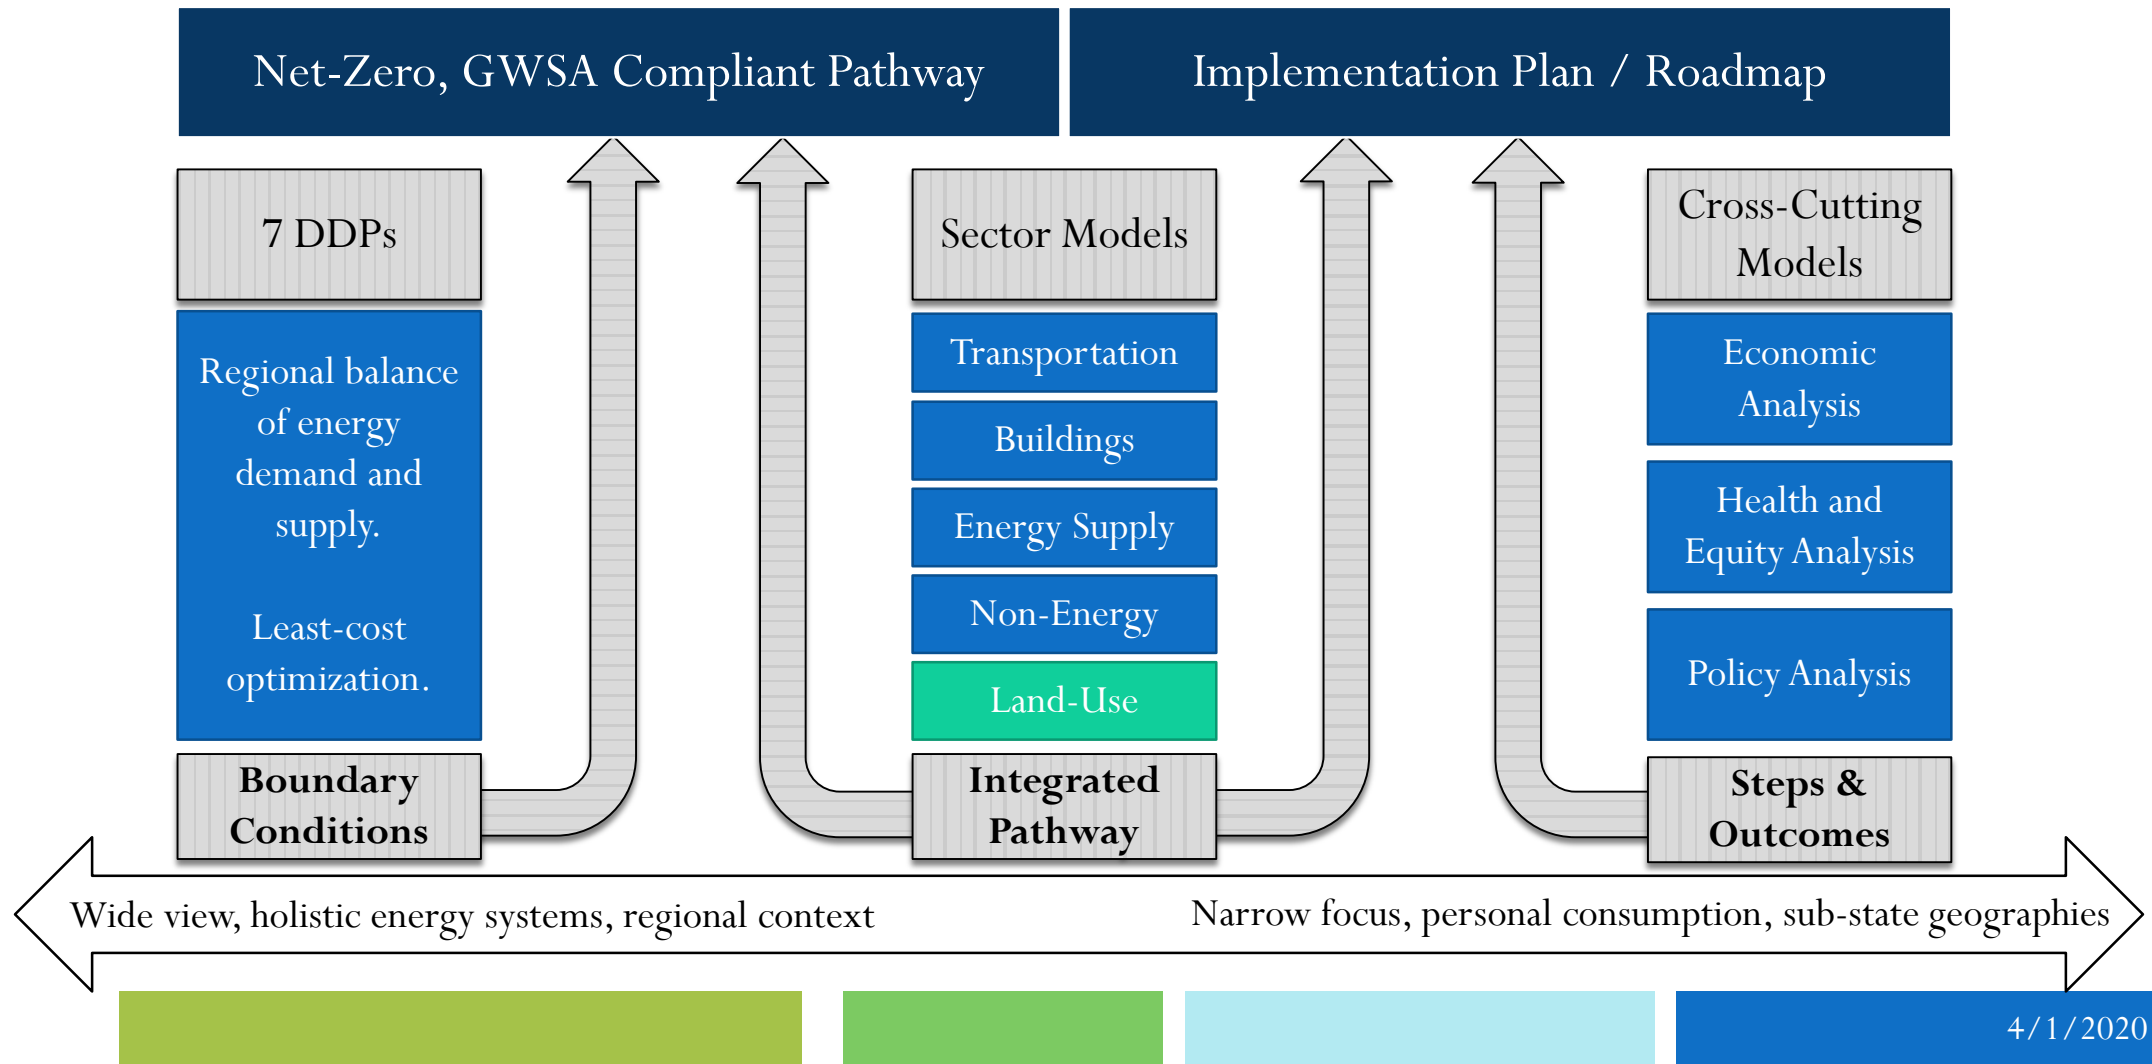 Net-Zero, GWSA Compliant Pathway
Implementation Plan / Roadmap
7 DDPs
Regional balance
of energy
demand and
supply.
Least-cost
optimization.
Boundary
Conditions
Sector Models
Transportation
Buildings
Energy Supply
Non-Energy
Land-Use
Integrated
Pathway
Cross-Cutting
Models
Economic
Analysis
Health and
Equity Analysis
Policy Analysis
Steps &
Outcomes
Wide view, holistic energy systems, regional context
Narrow focus, personal consumption, sub-state geographies
4/1/2020